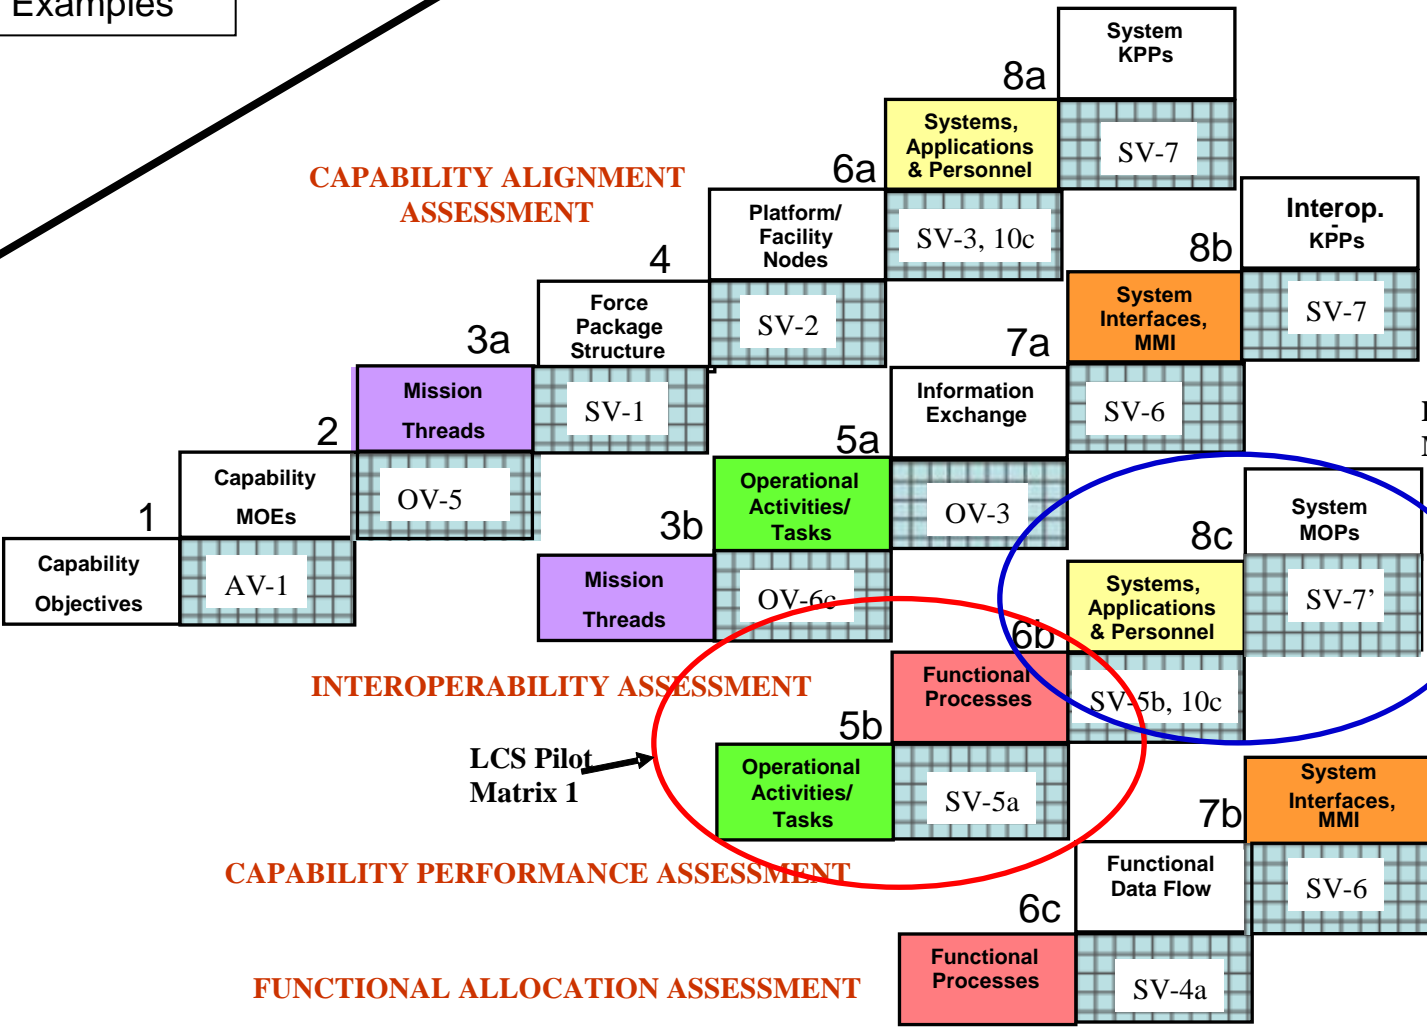 Examples
System
KPPs
8a
Systems,
Applications
& Personnel
SV-7
CAPABILITY ALIGNMENT
ASSESSMENT
6a
Platform/
Facility
Nodes
SV-3, 10c
Interop.
-
KPPs
4
8b
Force
Package
Structure
SV-2
System
Interfaces,
MMI
SV-7
3a
7a
Mission
Threads
SV-1
Information
Exchange
SV-6
2
5a
Capability
MOEs
OV-5
Operational
Activities/
Tasks
OV-3
System
MOPs
1
3b
8c
Capability
Objectives
AV-1
Mission
Threads
OV-6c
Systems,
Applications
& Personnel
SV-7’
6b
INTEROPERABILITY ASSESSMENT
Functional
Processes
SV-5b, 10c
5b
LCS Pilot
Matrix 1
Operational
Activities/
Tasks
SV-5a
System
Interfaces,
MMI
7b
CAPABILITY PERFORMANCE ASSESSMENT
Functional
Data Flow
SV-6
6c
Functional
Processes
SV-4a
FUNCTIONAL ALLOCATION ASSESSMENT